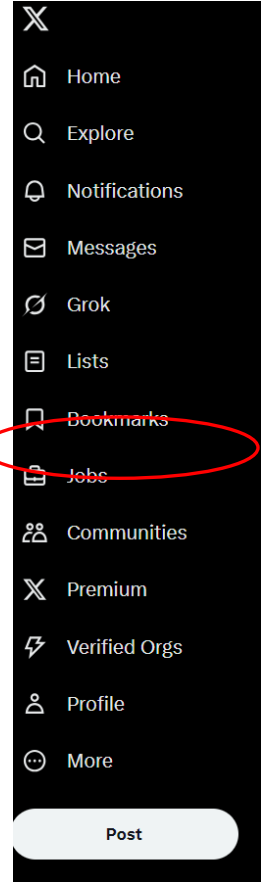 Home
Explore
Notifications
Messages
Grok
Lists
Bookmarks
Jobs
Communities
Premium
Verified Orgs
Profile
More
Post